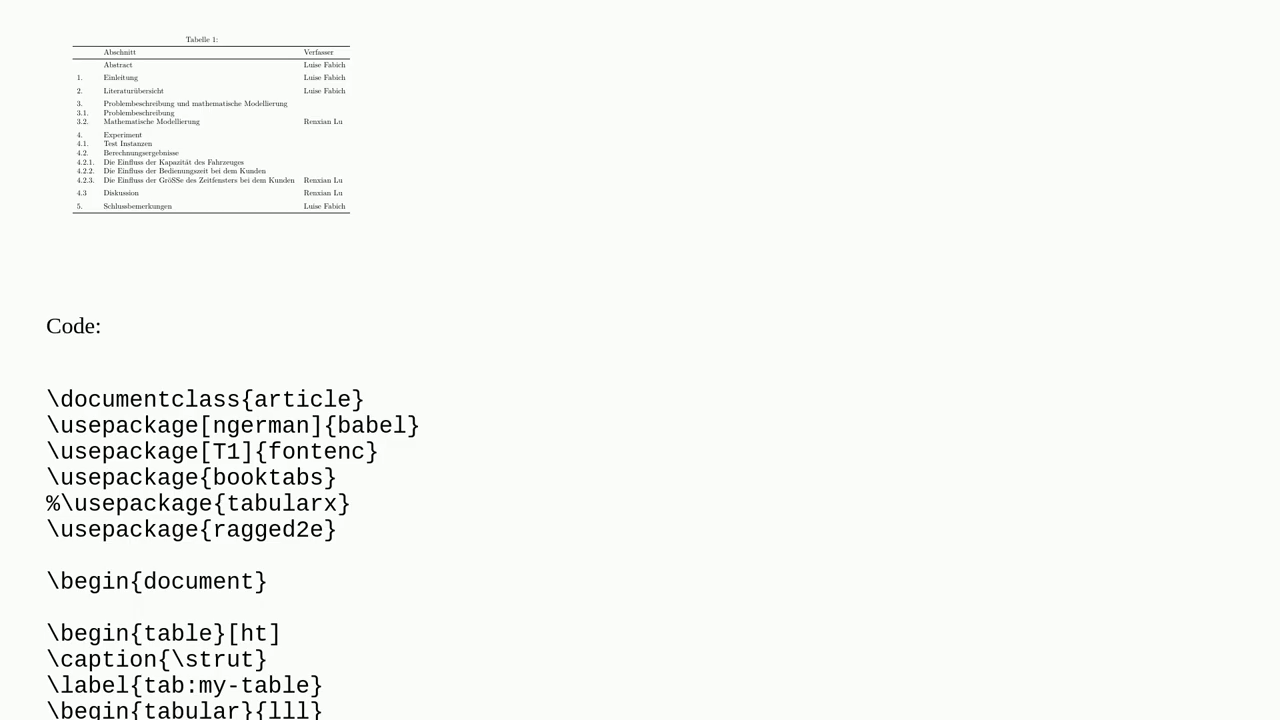 Tabelle 1:
Abschnitt Verfasser
Abstract Luise Fabich
1. Einleitung Luise Fabich
2. Literaturübersicht Luise Fabich
3. Problembeschreibung und mathematische Modellierung
3.1. Problembeschreibung
3.2. Mathematische Modellierung Renxian Lu
4. Experiment
4.1. Test Instanzen
4.2. Berechnungsergebnisse
4.2.1. Die Einfluss der Kapazität des Fahrzeuges
4.2.2. Die Einfluss der Bedienungszeit bei dem Kunden
4.2.3. Die Einfluss der GröSSe des Zeitfensters bei dem Kunden Renxian Lu
4.3 Diskussion Renxian Lu
5. Schlussbemerkungen Luise Fabich
Code:
\documentclass{article}
\usepackage[ngerman]{babel}
\usepackage[T1]{fontenc}
\usepackage{booktabs}
%\usepackage{tabularx}
\usepackage{ragged2e}
\begin{document}
\begin{table}[ht]
\caption{\strut}
\label{tab:my-table}
\begin{tabular}{lll}